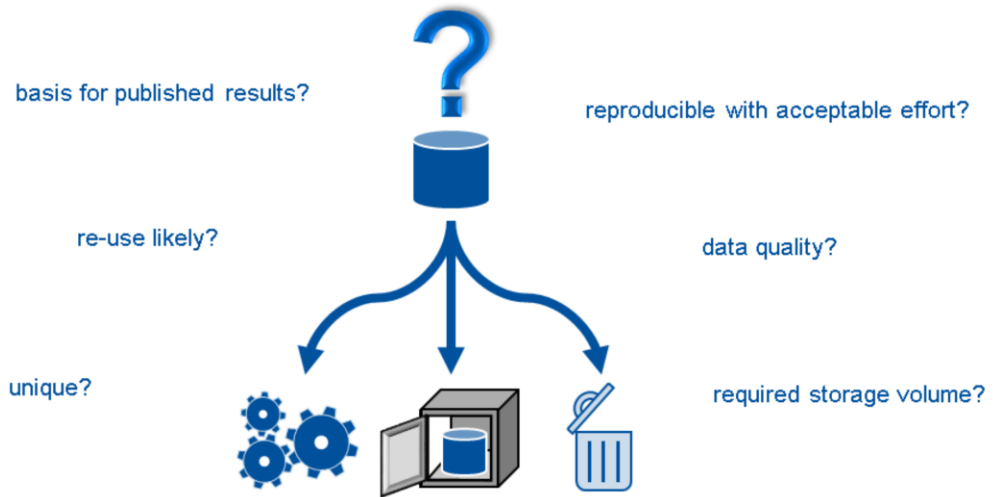 ?
basis for published results?
reproducible with acceptable effort?
re-use likely?
data quality?
unique?
required storage volume?